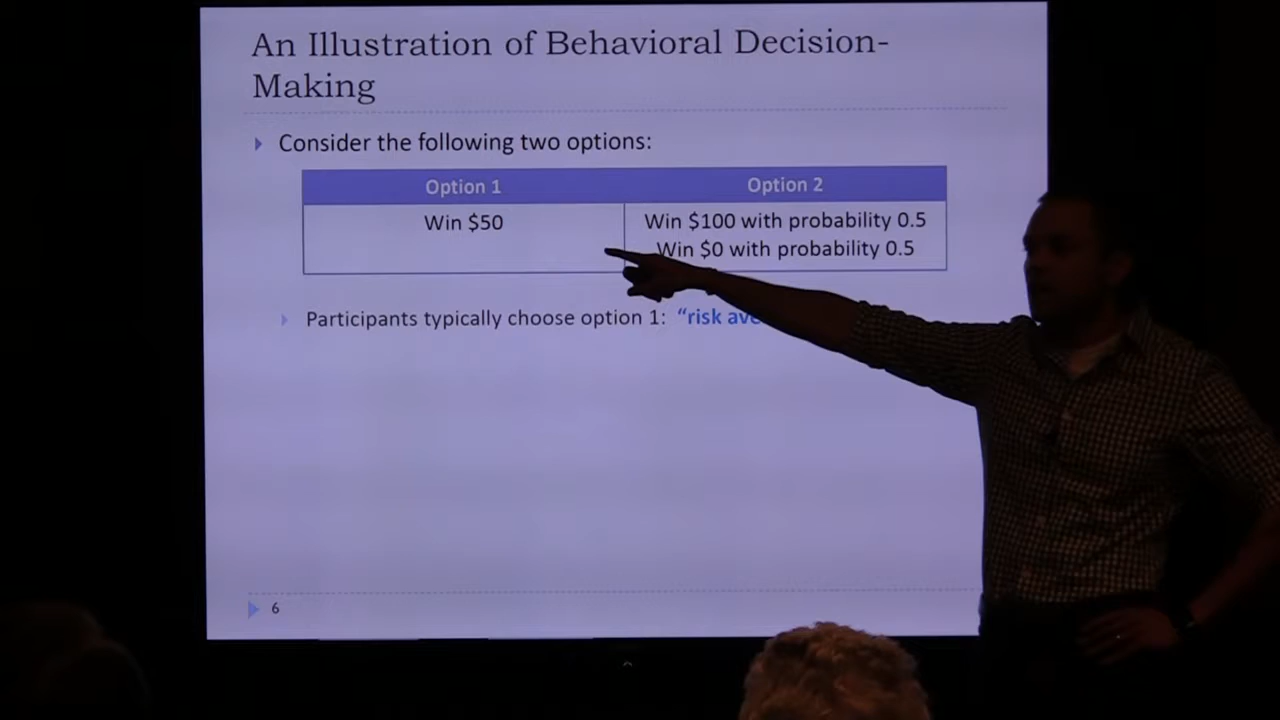 An Illustration of Behavioral Decision-
Making
Consider the following two options:
Option 1
Option 2
Win $50
Win $100 with probability 0.5
Win $0 with probability 0.5
Participants typically choose option 1: “risk
6